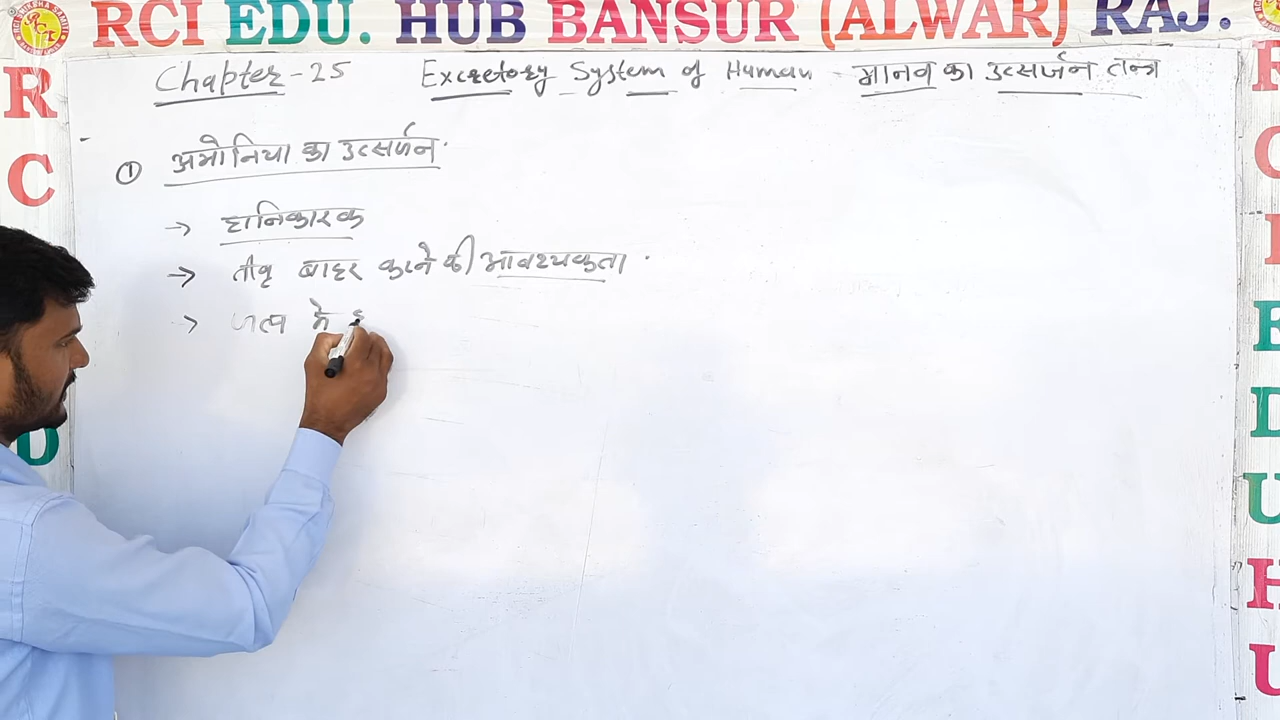 RCI EDU. HUB BANSUR (ALWAR) RAJ.
Chapter-25 Excretory System of Human - मानव का उत्सर्जन तन्त्र
① अमोनिया का उत्सर्जन.
→ हानिकारक
→ बाहर करने की आवश्यकता .
→ में
R
C
D
R
C
I
E
D
U
H
U